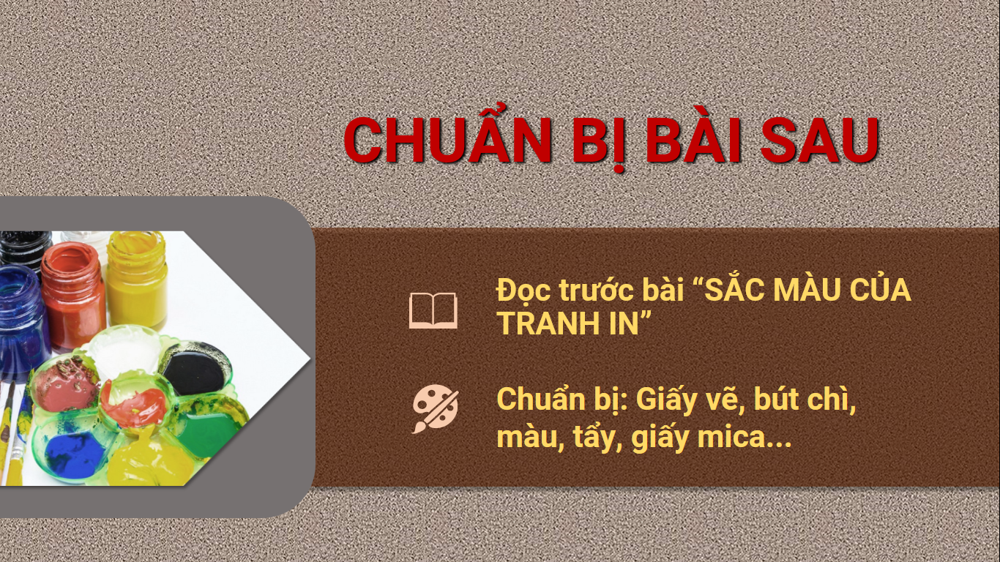 CHUẨN BỊ BÀI SAU
Đọc trước bài “SẮC MÀU CỦA
TRANH IN”
Chuẩn bị: Giấy vẽ, bút chì,
màu, tẩy, giấy mica...